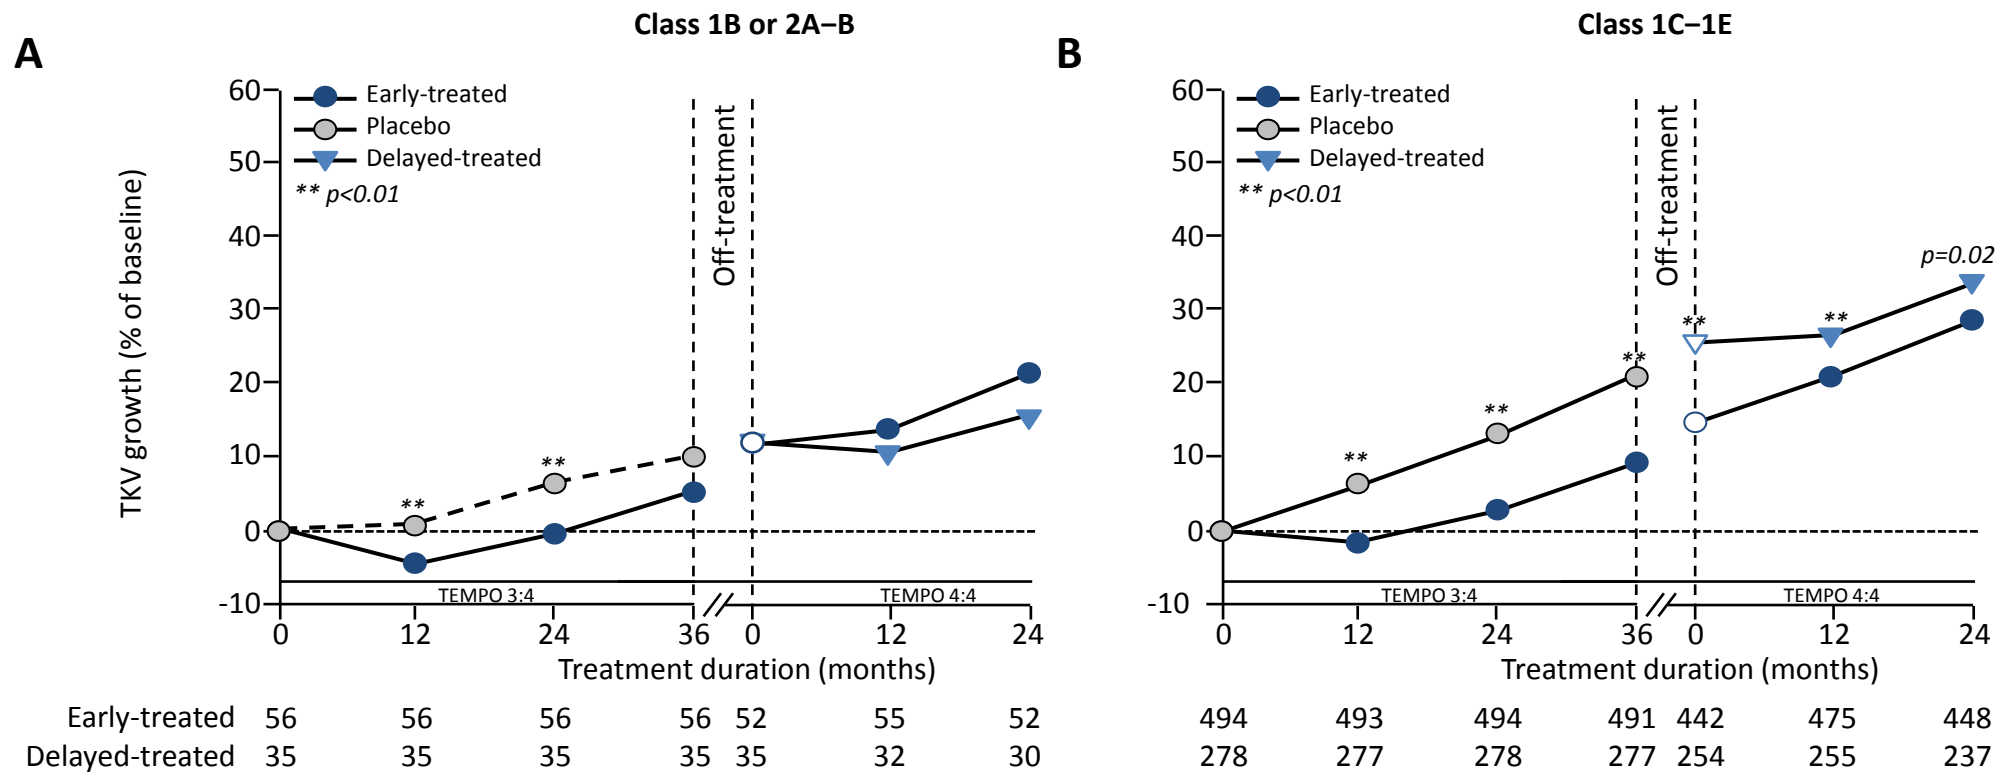 Class 1B or 2A–B
A
Early-treated
Placebo
Delayed-treated
** p<0.01
TKV growth (% of baseline)
60
50
40
30
20
10
0
-10
Off-treatment
**
**
TEMPO 3:4
TEMPO 4:4
0 12 24 36 0 12 24
Treatment duration (months)
Early-treated 56 56 56 56 52 55 52
Delayed-treated 35 35 35 35 35 32 30
Class 1C–1E
B
Early-treated
Placebo
Delayed-treated
** p<0.01
60
50
40
30
20
10
0
-10
Off-treatment
p=0.02
**
**
**
**
**
TEMPO 3:4
TEMPO 4:4
0 12 24 36 0 12 24
Treatment duration (months)
494 493 494 491 442 475 448
278 277 278 277 254 255 237